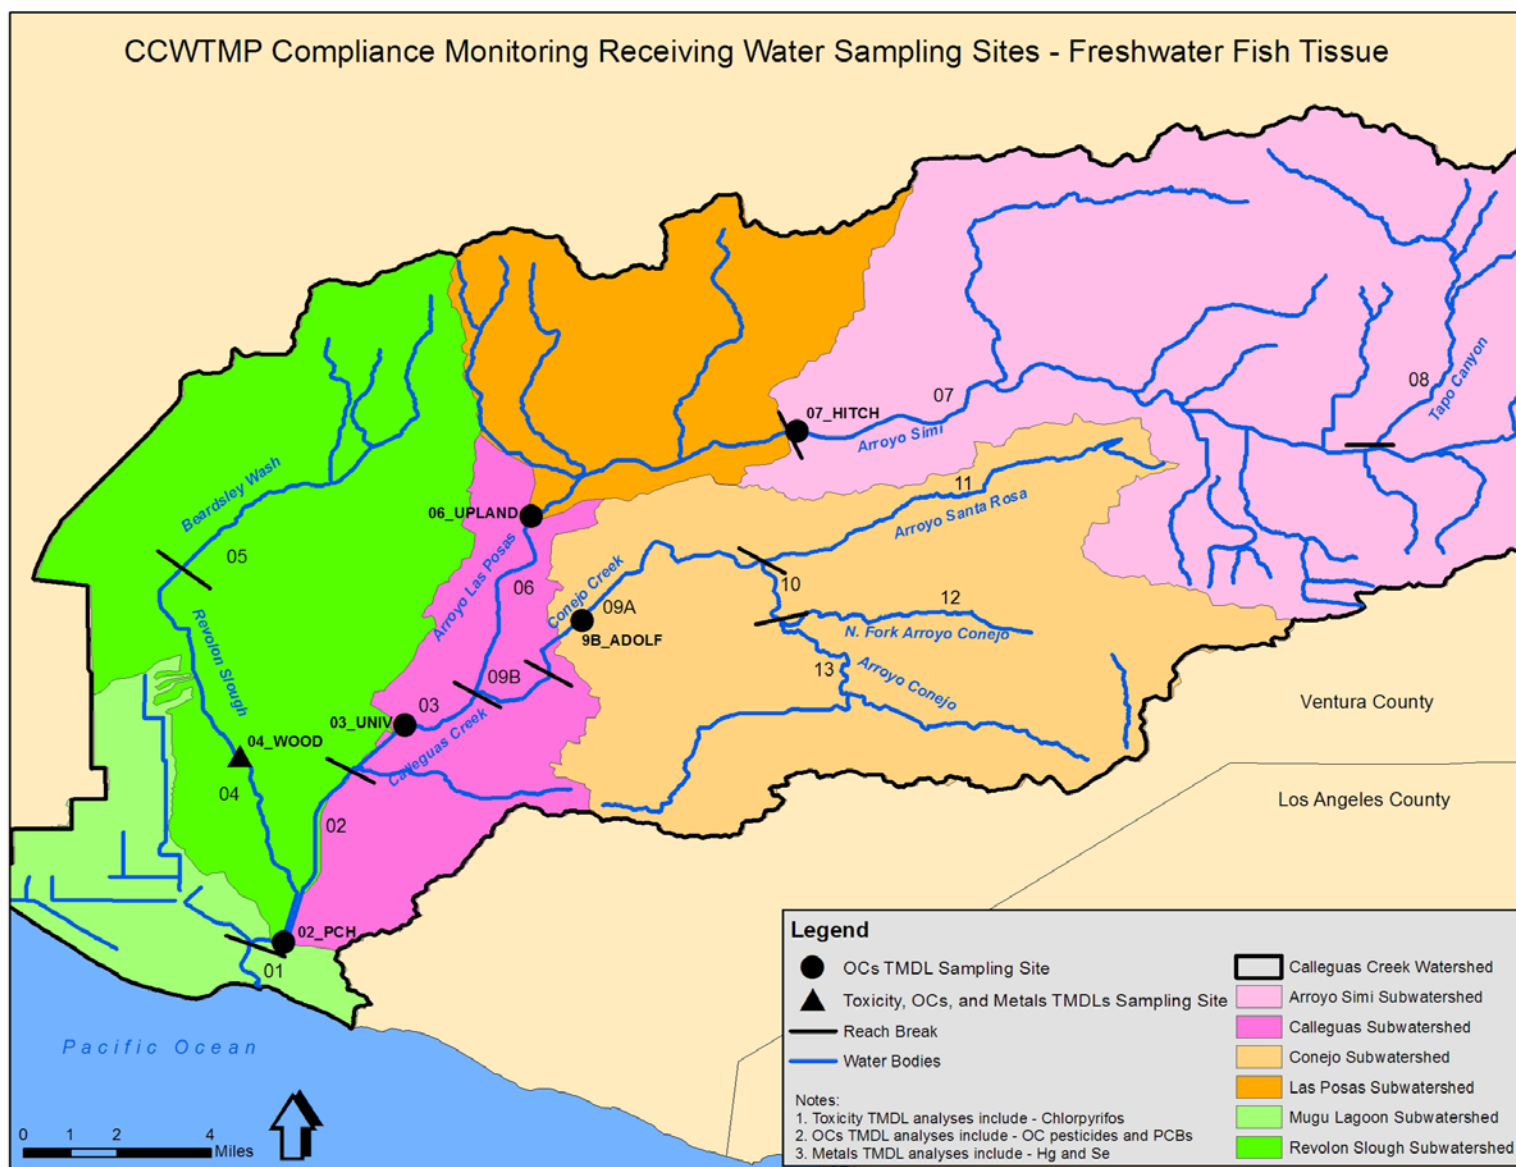 CCWTMP Compliance Monitoring Receiving Water Sampling Sites - Freshwater Fish Tissue
08
Tapo Canyon
07
07_HITCH
Arroyo Simi
Beardsley Wash
11
Arroyo Santa Rosa
06_UPLAND
05
Arroyo Las Posas
06
Conejo Creek
10
09A
12
N. Fork Arroyo Conejo
9B_ADOLF
Revolon Slough
13
Arroyo Conejo
09B
03
Ventura County
03_UNIV
Calleguas Creek
04_WOOD
04
02
Los Angeles County
02_PCH
01
Pacific Ocean
0 1 2 4
Miles
Legend
OCs TMDL Sampling Site
Toxicity, OCs, and Metals TMDLs Sampling Site
Reach Break
Water Bodies
Notes:
1. Toxicity TMDL analyses include - Chlorpyrifos
2. OCs TMDL analyses include - OC pesticides and PCBs
3. Metals TMDL analyses include - Hg and Se
Calleguas Creek Watershed
Arroyo Simi Subwatershed
Calleguas Subwatershed
Conejo Subwatershed
Las Posas Subwatershed
Mugu Lagoon Subwatershed
Revolon Slough Subwatershed